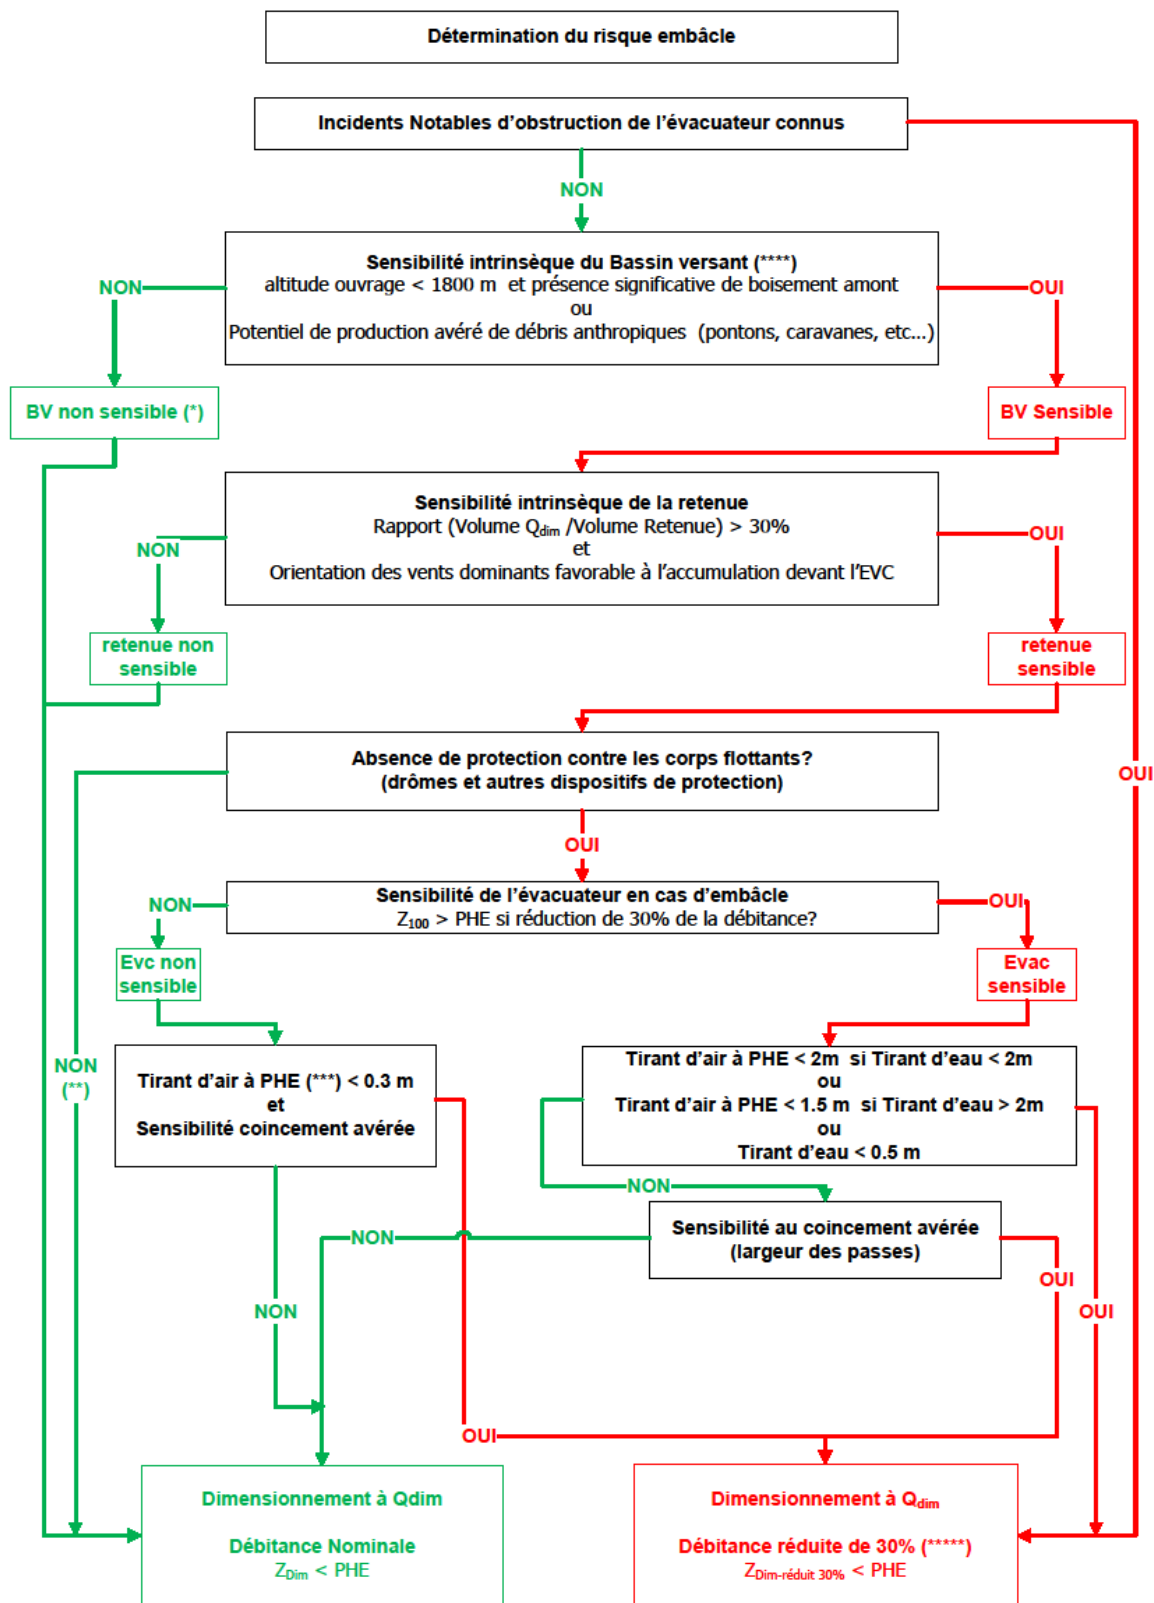 Détermination du risque embâcle
Incidents Notables d'obstruction de l'évacuateur connus
NON
Sensibilité intrinsèque du Bassin versant (****)
altitude ouvrage < 1800 m et présence significative de boisement amont
ou
Potentiel de production avéré de débris anthropiques (pontons, caravanes, etc...)
NON
OUI
BV non sensible (*)
BV Sensible
Sensibilité intrinsèque de la retenue
Rapport (Volume Qdim /Volume Retenue) > 30%
et
Orientation des vents dominants favorable à l'accumulation devant l'EVC
NON
OUI
retenue non
sensible
retenue
sensible
Absence de protection contre les corps flottants?
(drômes et autres dispositifs de protection)
OUI
OUI
Sensibilité de l'évacuateur en cas d'embâcle
Z100 > PHE si réduction de 30% de la débitance?
NON
OUI
Evc non
sensible
Evac
sensible
NON
(**)
Tirant d'air à PHE (***) < 0.3 m
et
Sensibilité coincement avérée
Tirant d'air à PHE < 2m si Tirant d'eau < 2m
ou
Tirant d'air à PHE < 1.5 m si Tirant d'eau > 2m
ou
Tirant d'eau < 0.5 m
NON
Sensibilité au coincement avérée
(largeur des passes)
NON
OUI
NON
OUI
OUI
Dimensionnement à Qdim
Débitance Nominale
ZDim < PHE
Dimensionnement à Qdim
Débitance réduite de 30% (*****)
ZDim-réduit 30% < PHE